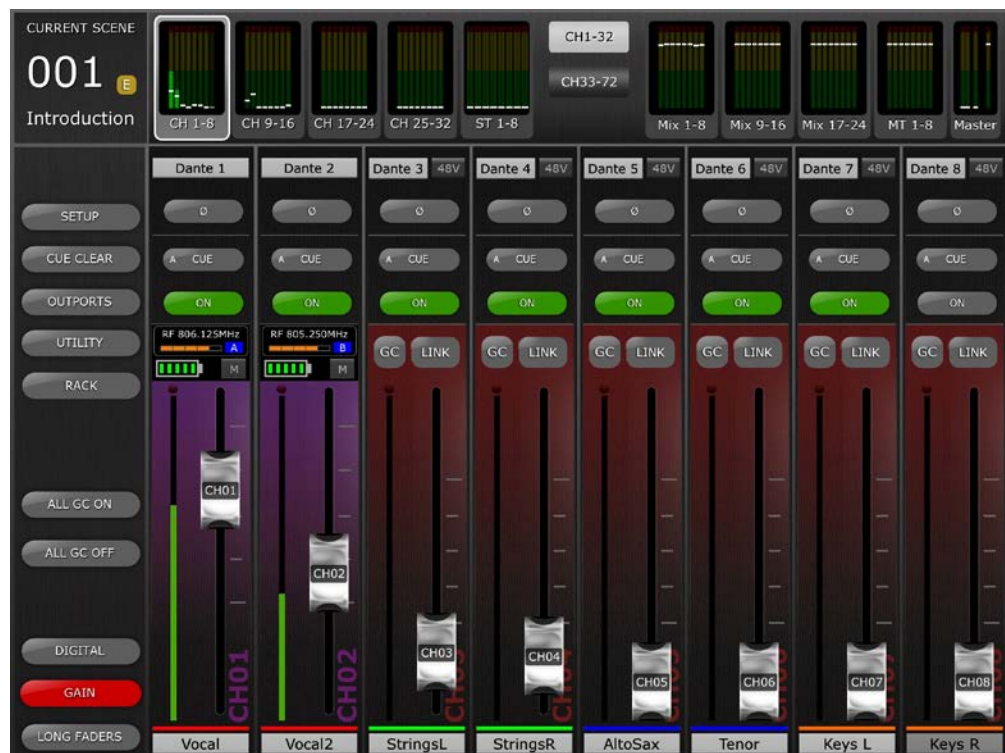 CURRENT SCENE
001 E
Introduction
CH 1-8
CH 9-16
CH 17-24
CH 25-32
ST 1-8
CH1-32
CH33-72
Mix 1-8
Mix 9-16
Mix 17-24
MT 1-8
Master
Dante 1
Dante 2
Dante 3 48V
Dante 4 48V
Dante 5 48V
Dante 6 48V
Dante 7 48V
Dante 8 48V
SETUP
Ø Ø Ø Ø Ø Ø Ø Ø
CUE CLEAR
A CUE
A CUE
A CUE
A CUE
A CUE
A CUE
A CUE
A CUE
OUTPORTS
ON ON ON ON ON ON ON ON
UTILITY
RF 806.125MHz
A
M
RF 805.250MHz
B
M
GC LINK
GC LINK
GC LINK
GC LINK
GC LINK
GC LINK
RACK
ALL GC ON
ALL GC OFF
DIGITAL
GAIN
LONG FADERS
CH01
CH02
CH03
CH04
CH05
CH06
CH07
CH08
CH01
CH02
Vocal
Vocal2
StringsL
StringsR
AltoSax
Tenor
Keys L
Keys R